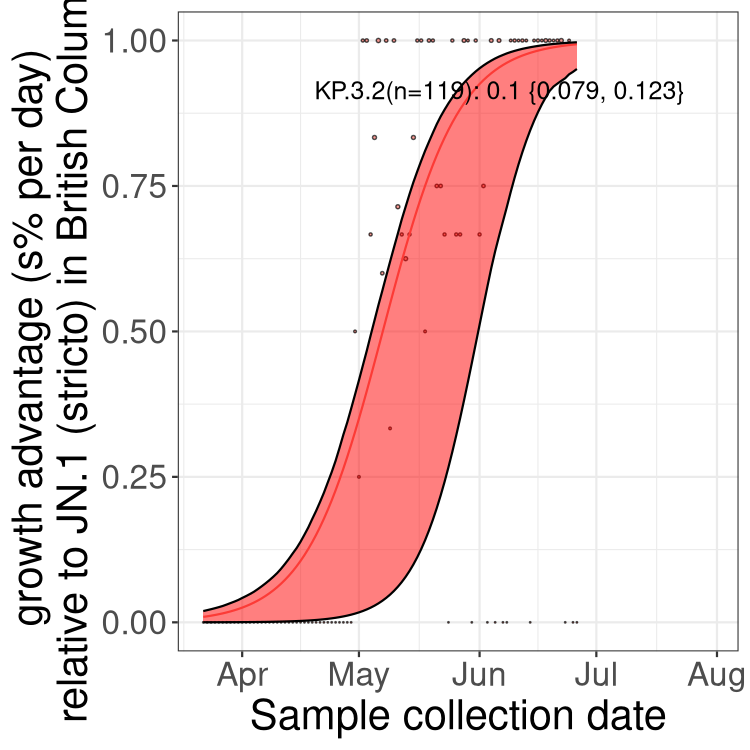 growth advantage (s% per day)
relative to JN.1 (stricto) in British Colum
1.00
0.75
0.50
0.25
0.00
KP.3.2(n=119): 0.1 {0.079, 0.123}
Apr May Jun Jul Aug
Sample collection date